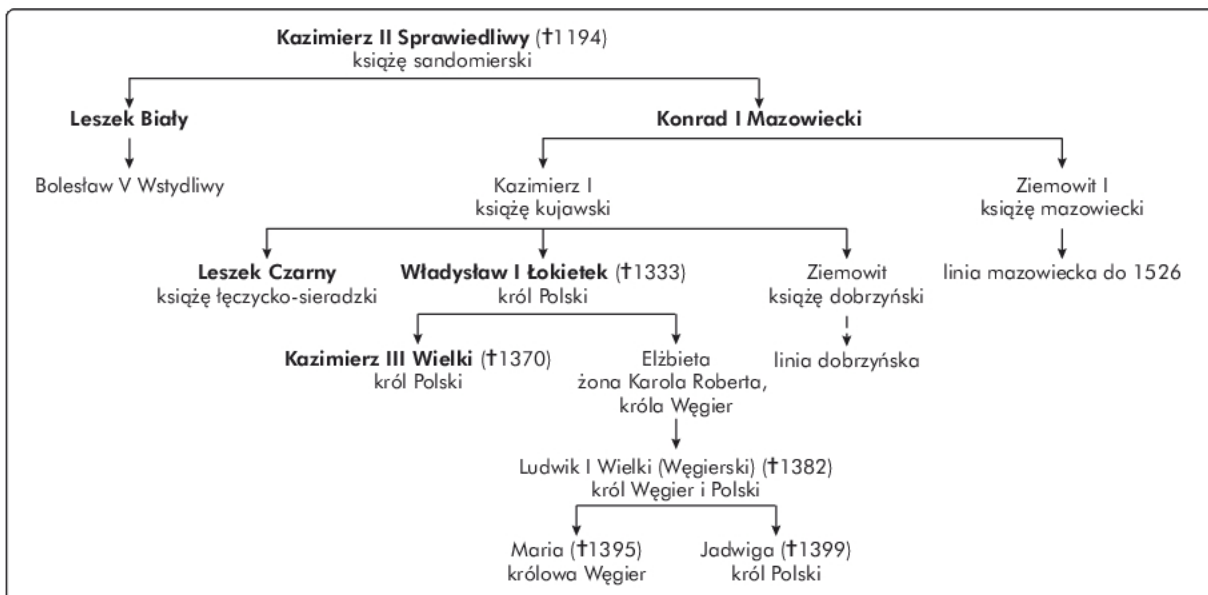 Kazimierz II Sprawiedliwy (✝1194)
książę sandomierski
Leszek Biały
Konrad I Mazowiecki
Bolesław V Wstydliwy
Kazimierz I
książę kujawski
Ziemowit I
książę mazowiecki
Leszek Czarny
książę łęczycko-sieradzki
Władysław I Łokietek (✝1333)
król Polski
Ziemowit
książę dobrzyński
linia mazowiecka do 1526
Kazimierz III Wielki (✝1370)
król Polski
Elżbieta
żona Karola Roberta,
króla Węgier
linia dobrzyńska
Ludwik I Wielki (Węgierski) (✝1382)
król Węgier i Polski
Maria (✝1395)
królowa Węgier
Jadwiga (✝1399)
król Polski